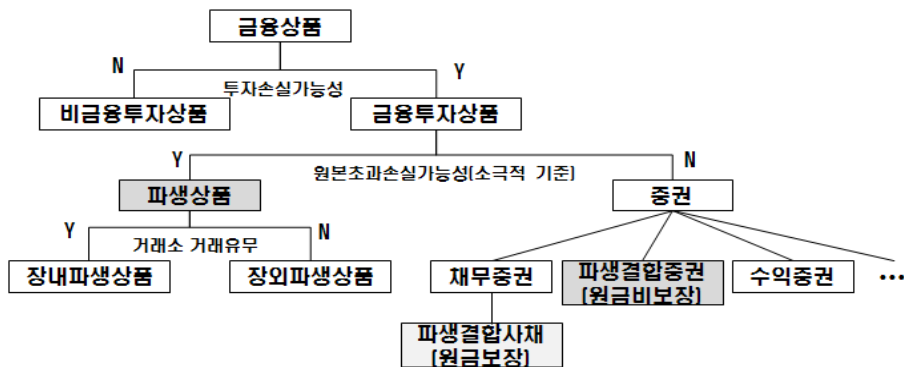 금융상품
N
Y
투자손실가능성
비금융투자상품
금융투자상품
Y
원본초과손실가능성(소극적 기준)
N
파생상품
증권
Y
거래소 거래유무
N
장내파생상품
장외파생상품
채무증권
파생결합증권
(원금비보장)
수익증권
...
파생결합사채
(원금보장)